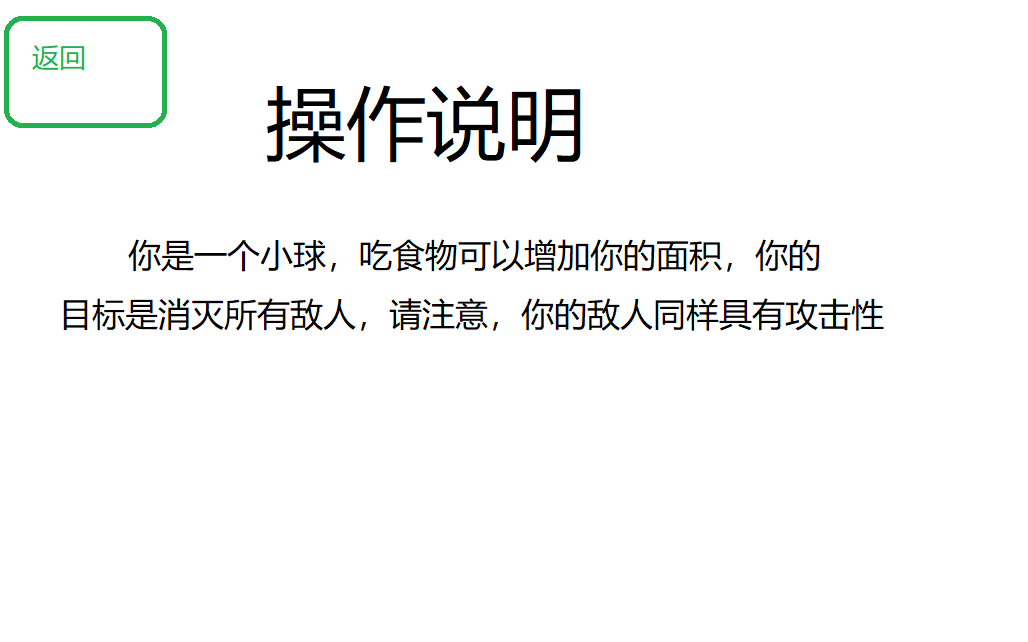 返回
操作说明
你是一个小球，吃食物可以增加你的面积，你的
目标是消灭所有敌人，请注意，你的敌人同样具有攻击性